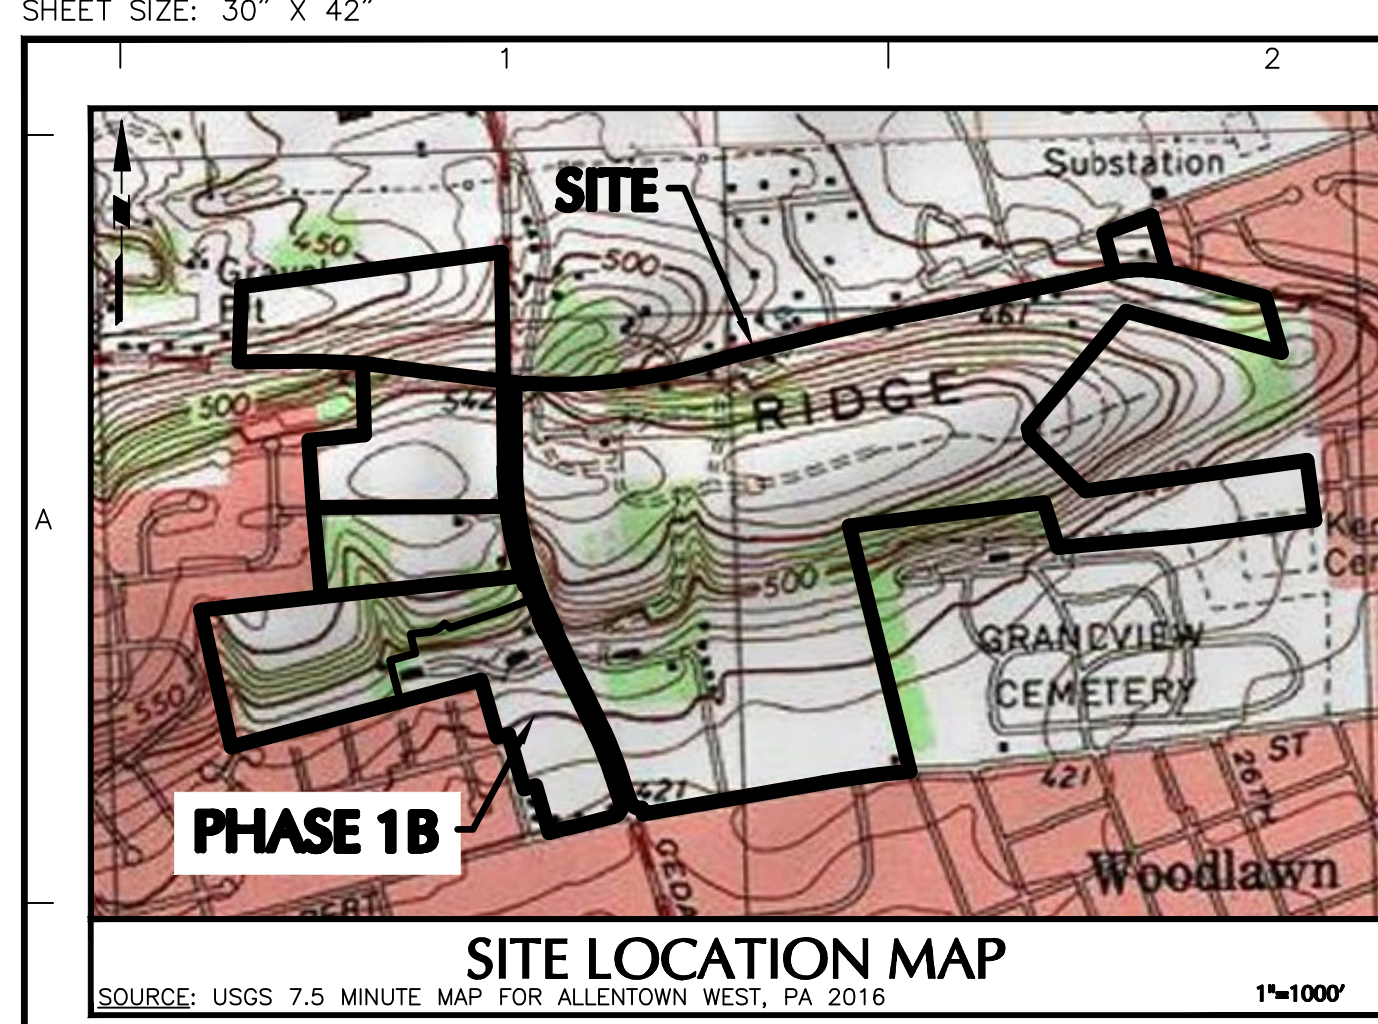 SHEET SIZE: 30" X 42"
1
2
A
N
Substation
SITE
450
500
Gravel
Pit
467
500
542
RIDGE
500
GRANDVIEW
CEMETERY
550
ST
26TH
421
421
PHASE 1B
CEDA
Woodlawn
SITE LOCATION MAP
SOURCE: USGS 7.5 MINUTE MAP FOR ALLENTOWN WEST, PA 2016
1"=1000'